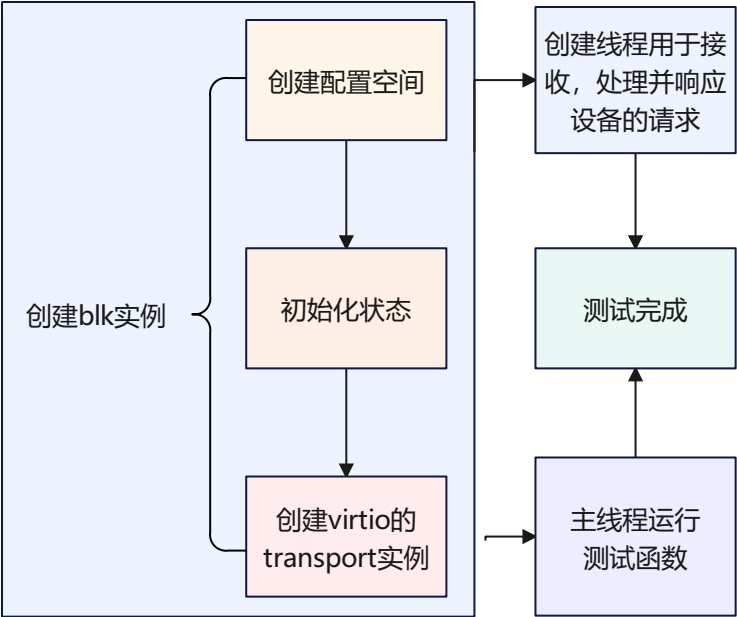 创建blk实例
创建配置空间
初始化状态
创建virtio的
transport实例
创建线程用于接
收，处理并响应
设备的请求
测试完成
主线程运行
测试函数